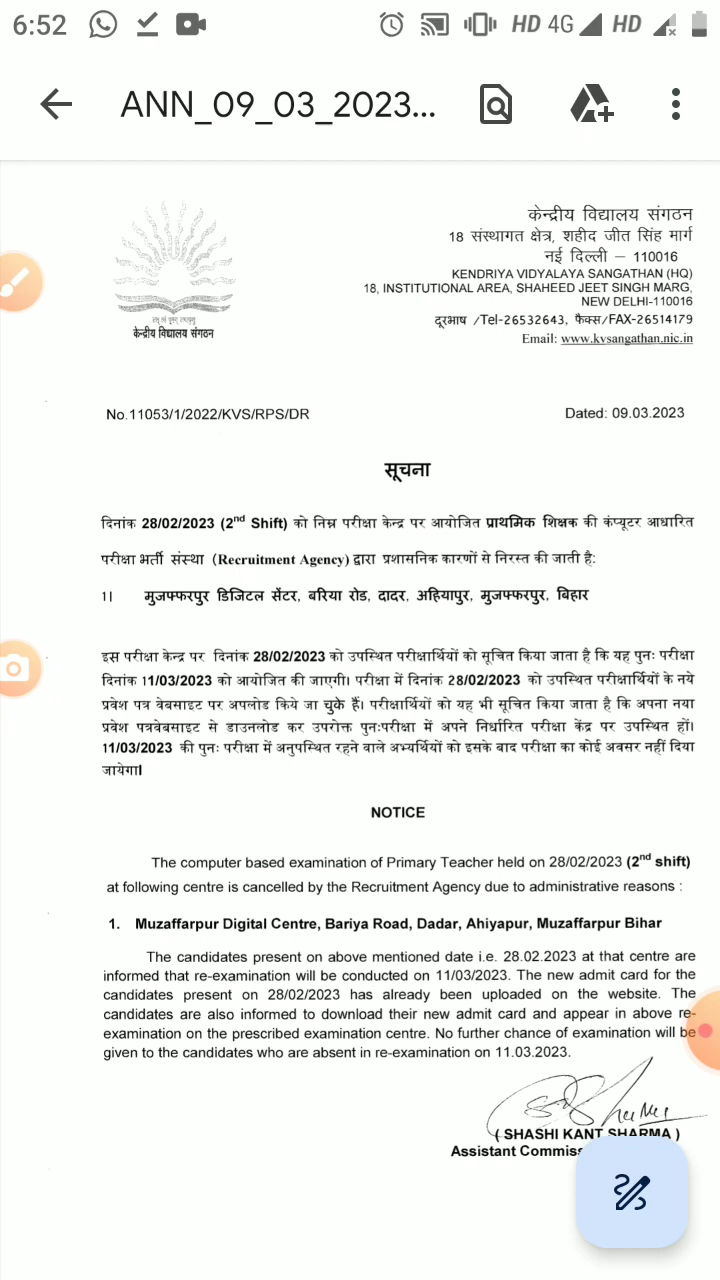 6:52
HD 4G HD
ANN_09_03_2023...
केन्द्रीय विद्यालय संगठन
18 संस्थागत क्षेत्र, शहीद जीत सिंह मार्ग
नई दिल्ली – 110016
KENDRIYA VIDYALAYA SANGATHAN (HQ)
18, INSTITUTIONAL AREA, SHAHEED JEET SINGH MARG,
NEW DELHI-110016
दूरभाष /Tel-26532643, फैक्स/FAX-26514179
Email: www.kvsangathan.nic.in
केन्द्रीय विद्यालय संगठन
No.11053/1/2022/KVS/RPS/DR
Dated: 09.03.2023
सूचना
दिनांक 28/02/2023 (2nd Shift) को निम्न परीक्षा केन्द्र पर आयोजित प्राथमिक शिक्षक की कंप्यूटर आधारित
परीक्षा भर्ती संस्था (Recruitment Agency) द्वारा प्रशासनिक कारणों से निरस्त की जाती है:
1। मुजफ्फरपुर डिजिटल सेंटर, बरिया रोड, दादर, अहियापुर, मुजफ्फरपुर, बिहार
इस परीक्षा केन्द्र पर दिनांक 28/02/2023 को उपस्थित परीक्षार्थियों को सूचित किया जाता है कि यह पुनः परीक्षा
दिनांक 11/03/2023 को आयोजित की जाएगी। परीक्षा में दिनांक 28/02/2023 को उपस्थित परीक्षार्थियों के नये
प्रवेश पत्र वेबसाइट पर अपलोड किये जा चुके हैं। परीक्षार्थियों को यह भी सूचित किया जाता है कि अपना नया
प्रवेश पत्रवेबसाइट से डाउनलोड कर उपरोक्त पुनःपरीक्षा में अपने निर्धारित परीक्षा केंद्र पर उपस्थित हों।
11/03/2023 की पुनः परीक्षा में अनुपस्थित रहने वाले अभ्यर्थियों को इसके बाद परीक्षा का कोई अवसर नहीं दिया
जायेगा।
NOTICE
The computer based examination of Primary Teacher held on 28/02/2023 (2nd shift)
at following centre is cancelled by the Recruitment Agency due to administrative reasons :
1. Muzaffarpur Digital Centre, Bariya Road, Dadar, Ahiyapur, Muzaffarpur Bihar
The candidates present on above mentioned date i.e. 28.02.2023 at that centre are
informed that re-examination will be conducted on 11/03/2023. The new admit card for the
candidates present on 28/02/2023 has already been uploaded on the website. The
candidates are also informed to download their new admit card and appear in above re-
examination on the prescribed examination centre. No further chance of examination will be
given to the candidates who are absent in re-examination on 11.03.2023.
( SHASHI KANT SHARMA )
Assistant Commiss